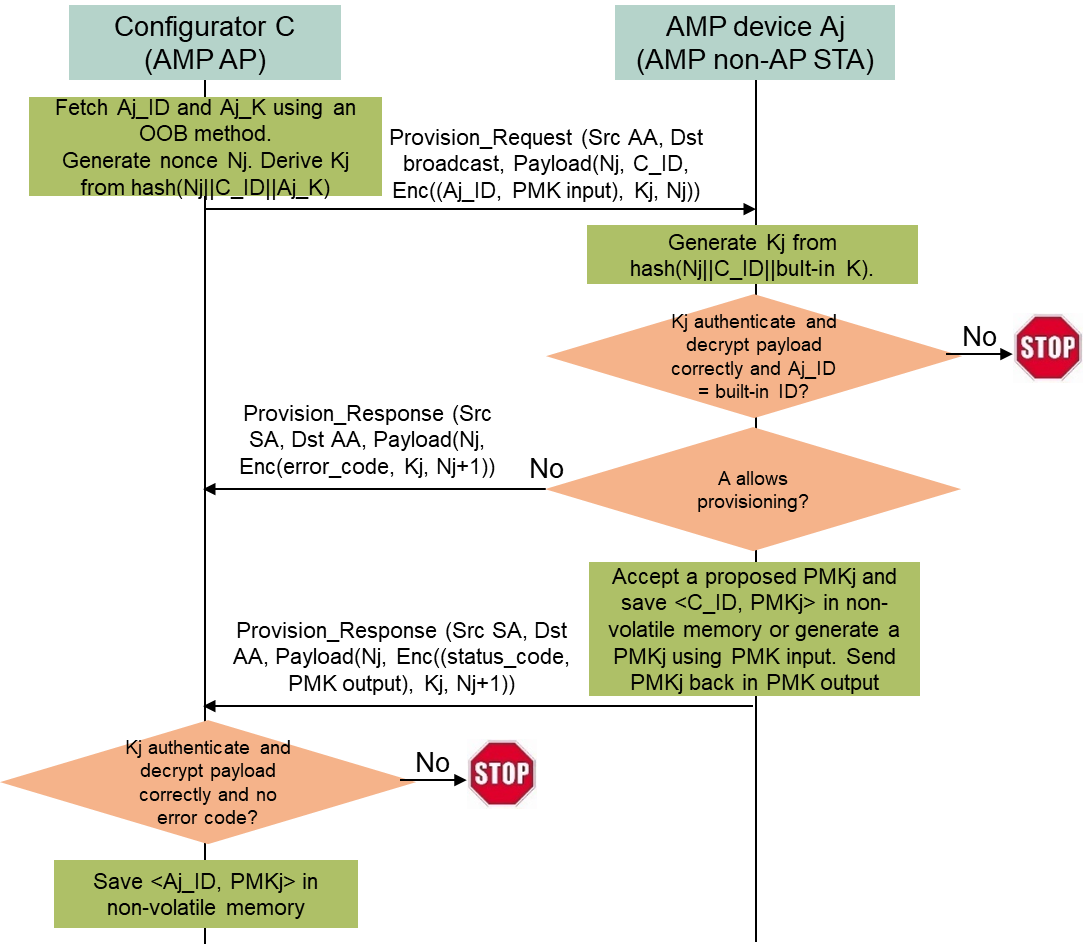 Configurator C
(AMP AP)
AMP device Aj
(AMP non-AP STA)
Fetch Aj_ID and Aj_K using an
OOB method.
Generate nonce Nj. Derive Kj
from hash(Nj||C_ID||Aj_K)
Provision_Request (Src AA, Dst
broadcast, Payload(Nj, C_ID,
Enc((Aj_ID, PMK input), Kj, Nj))
Generate Kj from
hash(Nj||C_ID||bult-in K).
Kj authenticate and
decrypt payload
correctly and Aj_ID
= built-in ID?
No
STOP
Provision_Response (Src
SA, Dst AA, Payload(Nj,
Enc(error_code, Kj, Nj+1))
No
A allows
provisioning?
Accept a proposed PMKj and
save <C_ID, PMKj> in non-
volatile memory or generate a
PMKj using PMK input. Send
PMKj back in PMK output
Provision_Response (Src SA, Dst
AA, Payload(Nj, Enc((status_code,
PMK output), Kj, Nj+1))
Kj authenticate and
decrypt payload
correctly and no
error code?
No
STOP
Save <Aj_ID, PMKj> in
non-volatile memory